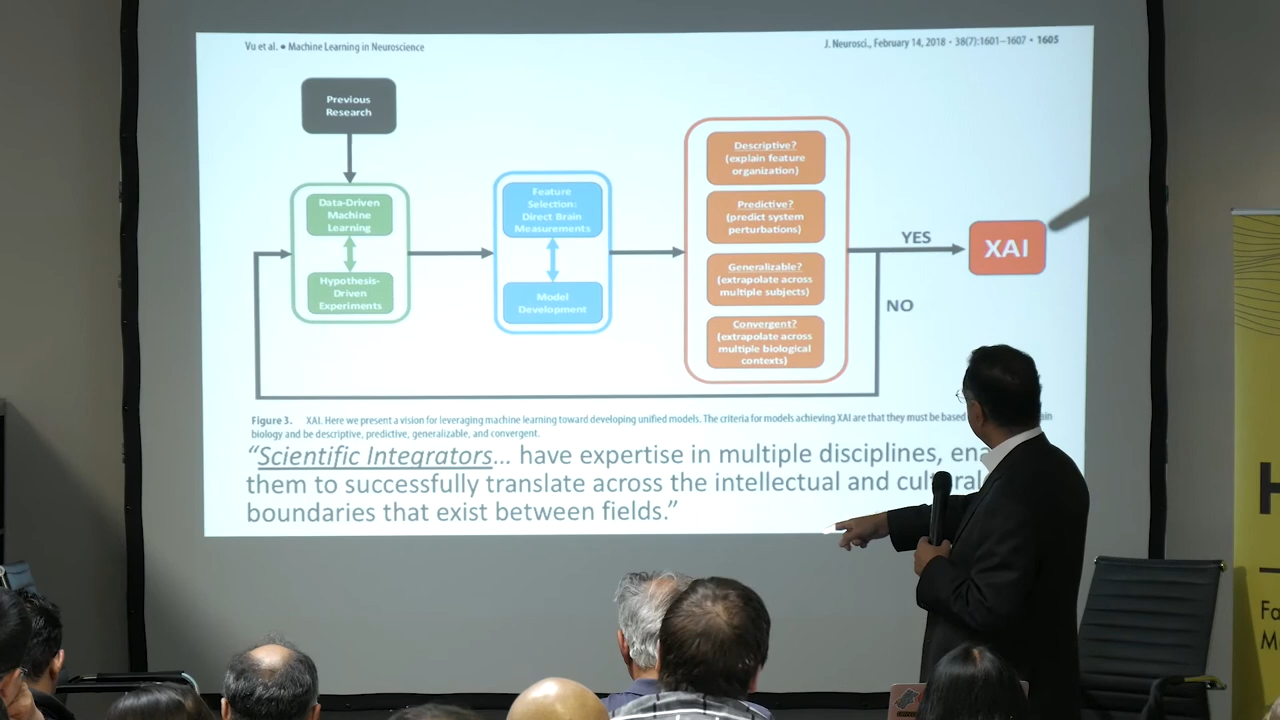 Vu et al. • Machine Learning in Neuroscience
J. Neurosci., February 14, 2018 • 38(7):1601–1607 • 1605
Previous
Research
Data-Driven
Machine
Learning
Hypothesis-
Driven
Experiments
Feature
Selection:
Direct Brain
Measurements
Model
Development
Descriptive?
(explain feature
organization)
Predictive?
(predict system
perturbations)
Generalizable?
(extrapolate across
multiple subjects)
Convergent?
(extrapolate across
multiple biological
contexts)
YES
NO
XAI
Figure 3. XAI. Here we present a vision for leveraging machine learning toward developing unified models. The criteria for models achieving XAI are that they must be based
biology and be descriptive, predictive, generalizable, and convergent.
“Scientific Integrators... have expertise in multiple disciplines,
them to successfully translate across the intellectual and cultural
boundaries that exist between fields.”
H